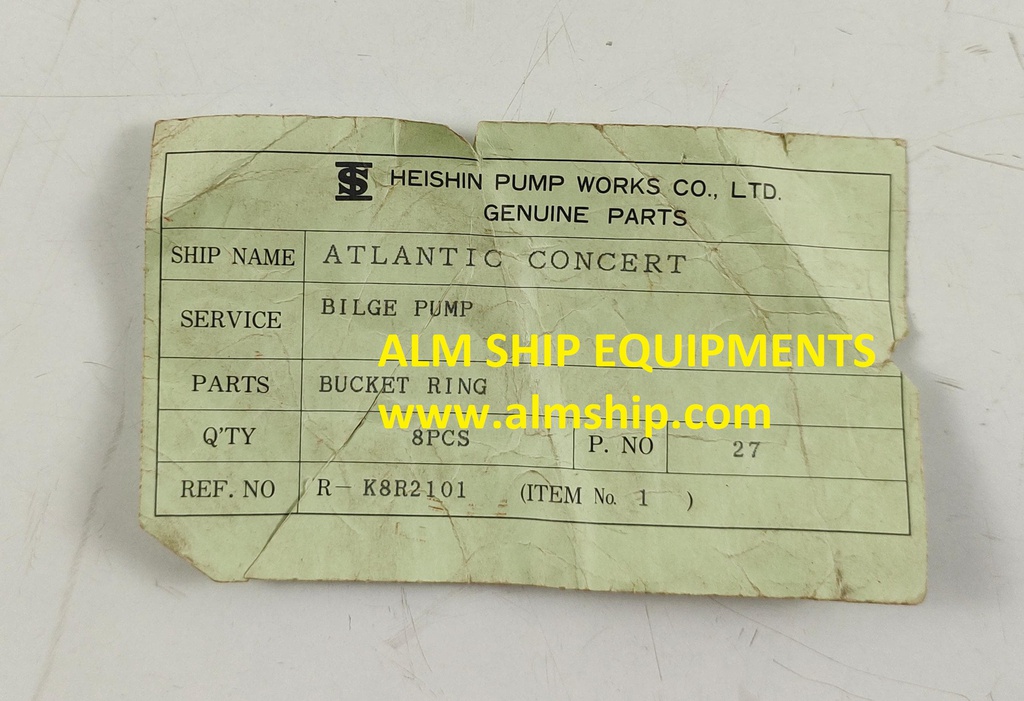 HEISHIN PUMP WORKS CO., LTD.
GENUINE PARTS
SHIP NAME ATLANTIC CONCERT
SERVICE BILGE PUMP
ALM SHIP EQUIPMENTS
PARTS BUCKET RING
www.almship.com
Q'TY 8PCS P. NO 27
REF. NO R- K8R2101 (ITEM No. 1 )